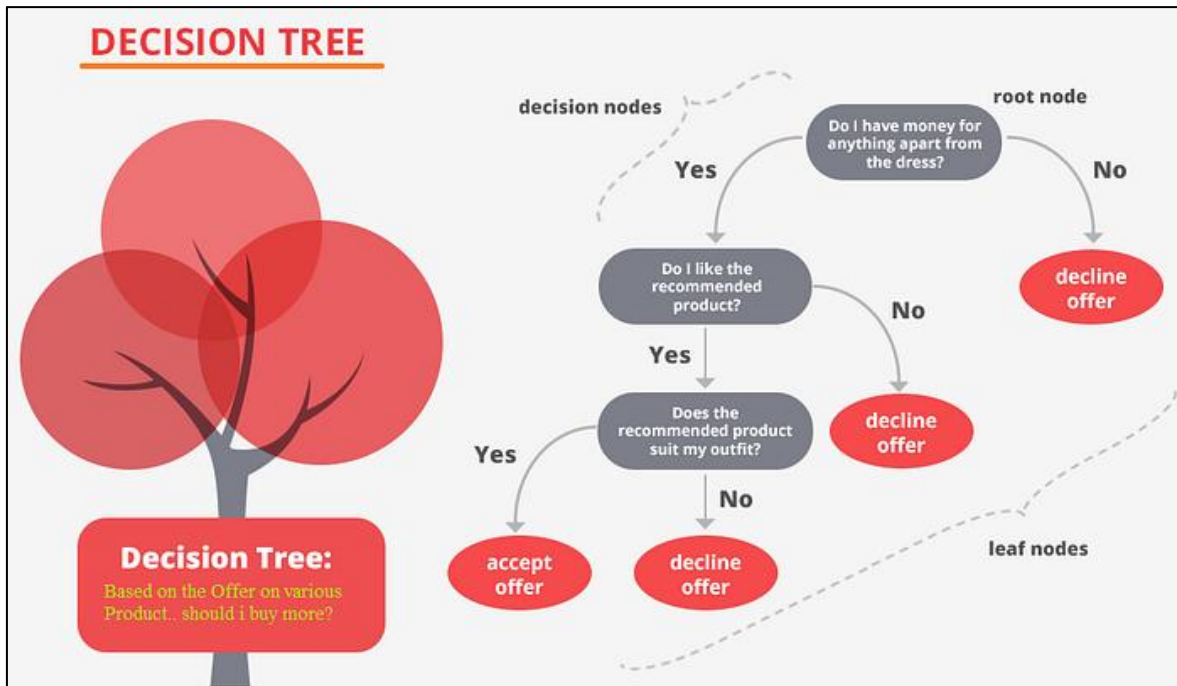 DECISION TREE
decision nodes
root node
Do I have money for
anything apart from
the dress?
Yes
No
Do I like the
recommended
product?
decline
offer
No
Yes
Does the
recommended product
suit my outfit?
decline
offer
Yes
No
accept
offer
decline
offer
leaf nodes
Decision Tree:
Based on the Offer on various
Product.. should i buy more?